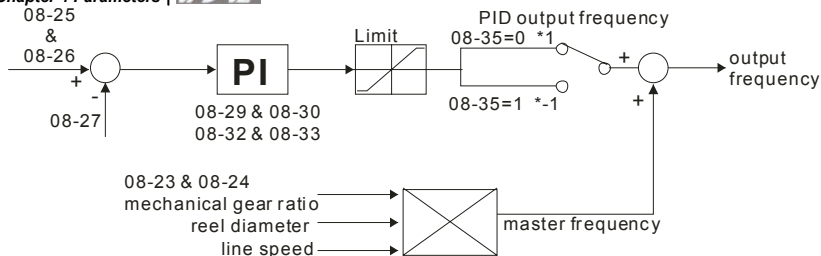 Chapter 4 Parameters |
08-25
&
08-26
+
-
08-27
PI
08-29 & 08-30
08-32 & 08-33
Limit
PID output frequency
08-35=0 *1
08-35=1 *-1
+
+
output
frequency
08-23 & 08-24
mechanical gear ratio
reel diameter
line speed
master frequency